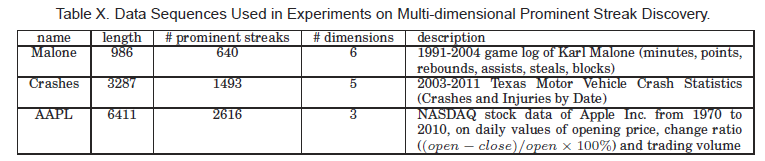 Table X. Data Sequences Used in Experiments on Multi-dimensional Prominent Streak Discovery.
name length # prominent streaks # dimensions description
Malone 986 640 6 1991-2004 game log of Karl Malone (minutes, points,
rebounds, assists, steals, blocks)
Crashes 3287 1493 5 2003-2011 Texas Motor Vehicle Crash Statistics
(Crashes and Injuries by Date)
AAPL 6411 2616 3 NASDAQ stock data of Apple Inc. from 1970 to
2010, on daily values of opening price, change ratio
((open − close)/open × 100%) and trading volume